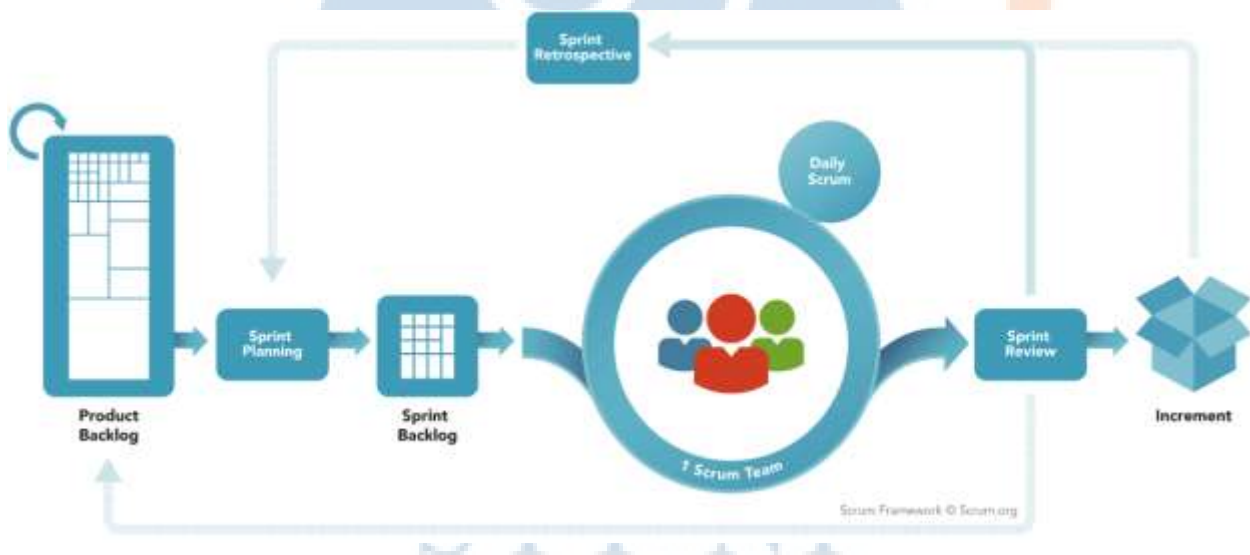 Sprint
Retrospective
Daily
Scrum
Sprint
Planning
Sprint
Review
Product
Backlog
Sprint
Backlog
Increment
1 Scrum Team
Scrum Framework © Scrum.org